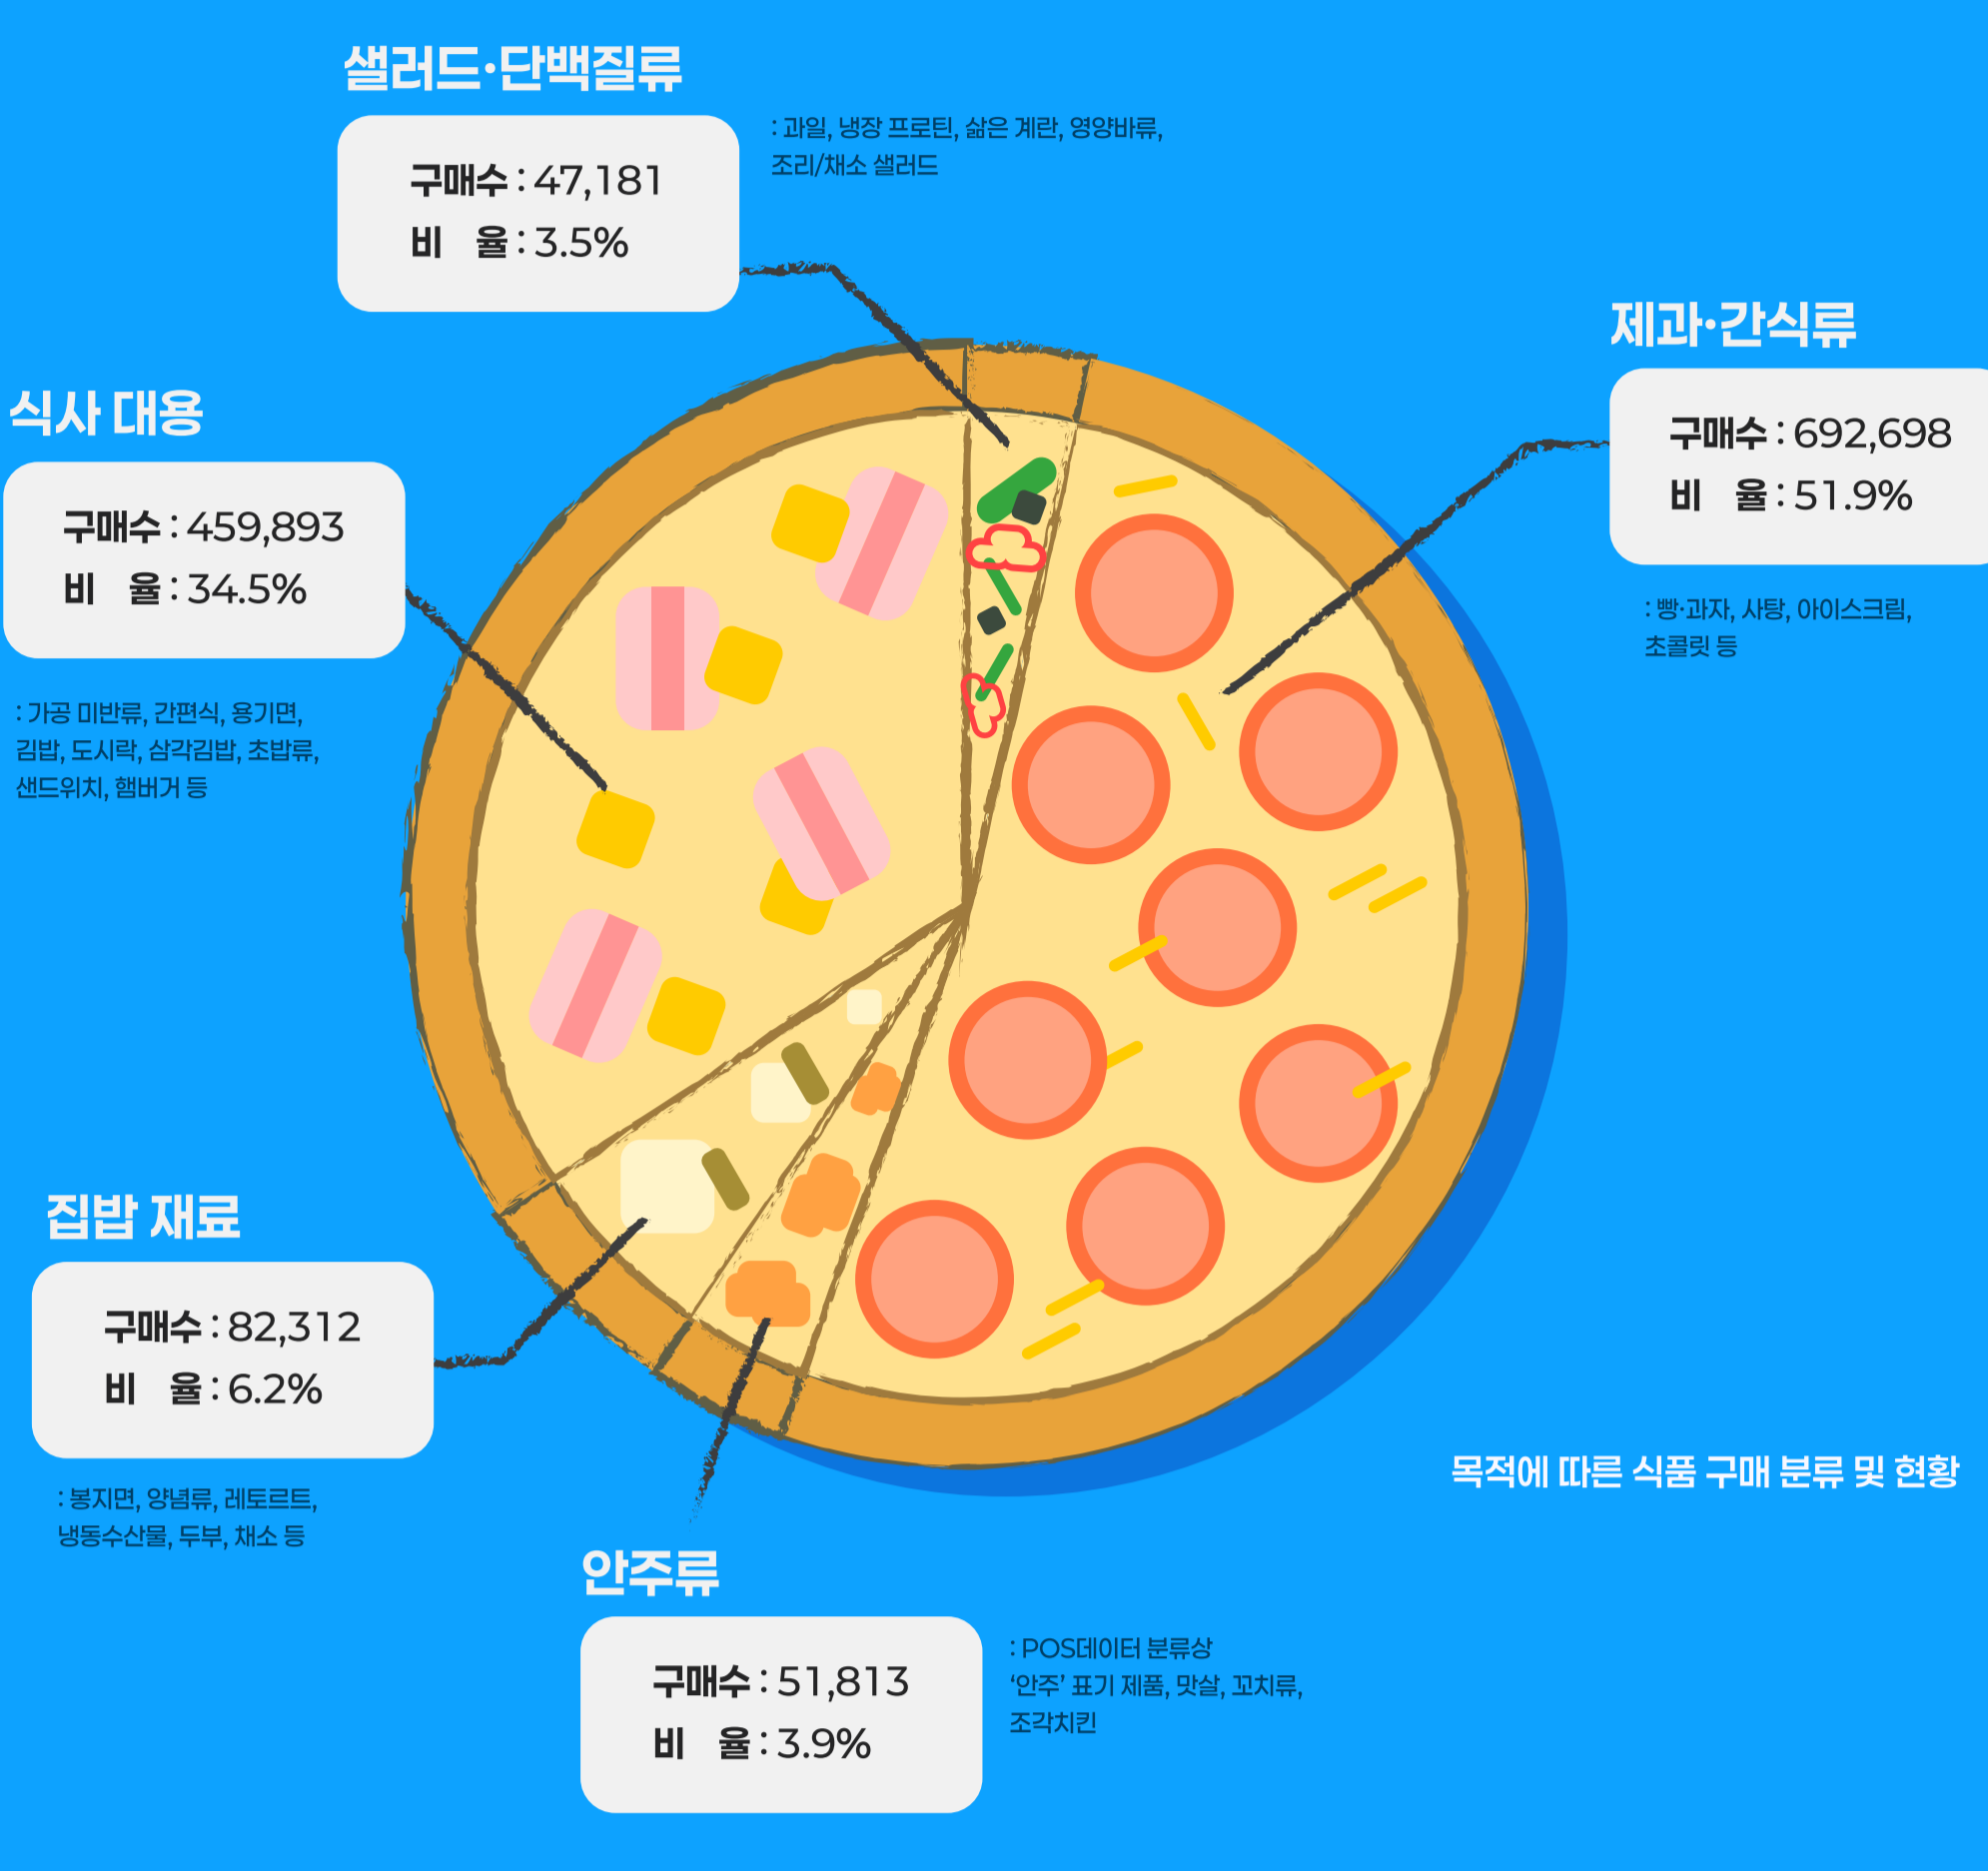 샐러드·단백질류
구매수 : 47,181
비 율 : 3.5%
: 과일, 냉장 프로틴, 삶은 계란, 영양바류,
조리/채소 샐러드
제과·간식류
구매수 : 692,698
비 율 : 51.9%
: 빵·과자, 사탕, 아이스크림,
초콜릿 등
식사 대용
구매수 : 459,893
비 율 : 34.5%
: 가공 미반류, 간편식, 용기면,
김밥, 도시락, 삼각김밥, 초밥류,
샌드위치, 햄버거 등
집밥 재료
구매수 : 82,312
비 율 : 6.2%
: 봉지면, 양념류, 레토르트,
냉동수산물, 두부, 채소 등
안주류
구매수 : 51,813
비 율 : 3.9%
: POS데이터 분류상
‘안주’ 표기 제품, 맛살, 꼬치류,
조각치킨
목적에 따른 식품 구매 분류 및 현황